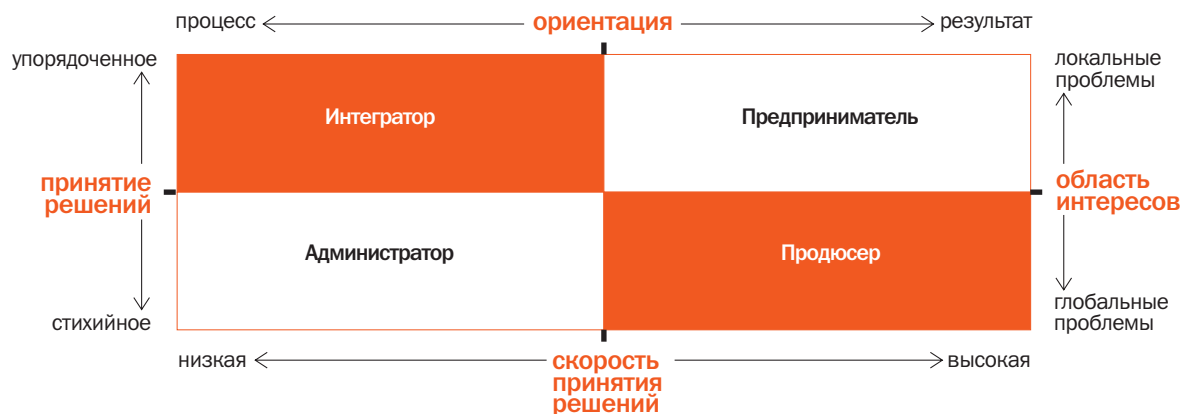 процесс
ориентация
результат
упорядоченное
локальные
проблемы
Интегратор
Предприниматель
принятие
решений
область
интересов
Администратор
Продюсер
стихийное
глобальные
проблемы
низкая
скорость
принятия
решений
высокая